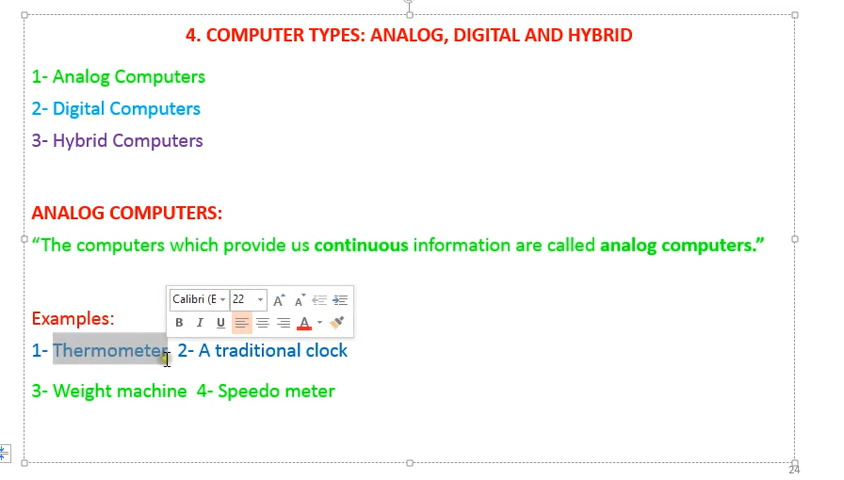 4. COMPUTER TYPES: ANALOG, DIGITAL AND HYBRID
1- Analog Computers
2- Digital Computers
3- Hybrid Computers
ANALOG COMPUTERS:
“The computers which provide us continuous information are called analog computers.”
Calibri (E 22 A A
B I U A
Examples:
1- Thermometer 2- A traditional clock
3- Weight machine 4- Speedo meter
24